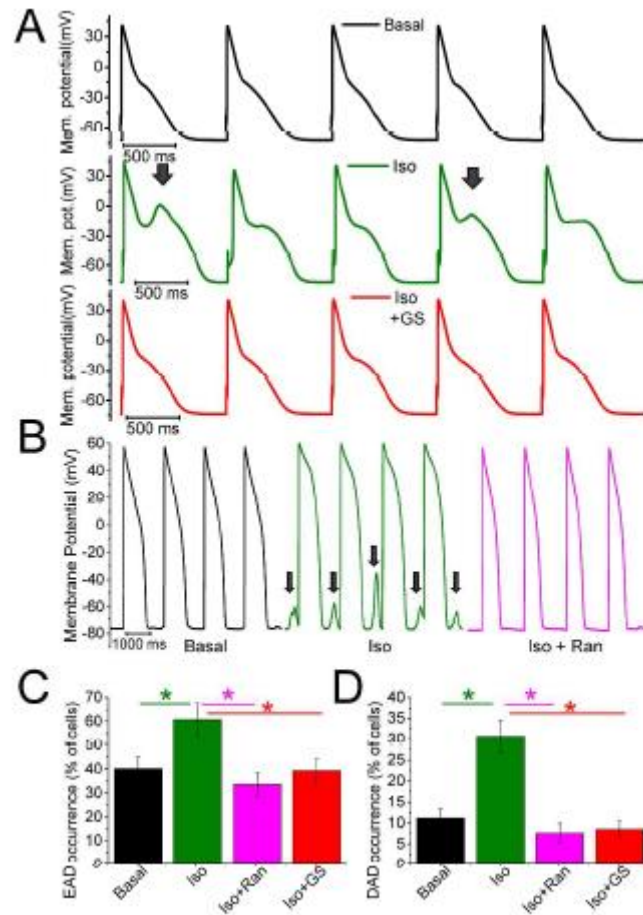 A
Mem. potential(mV)
30
0
-30
-60
Basal
500 ms
Mem. pot.(mV)
30
0
-30
-60
Iso
500 ms
Mem. potential(mV)
30
0
-30
-60
Iso
+GS
500 ms
B
Membrane Potential (mV)
60
40
20
0
-20
-40
-60
-80
1000 ms
Basal
Iso
Iso + Ran
C
EAD occurrence (% of cells)
70
60
50
40
30
20
10
0
* * *
Basal
Iso
Iso+Ran
Iso+GS
D
DAD occurrence (% of cells)
40
35
30
25
20
15
10
5
0
* * *
Basal
Iso
Iso+Ran
Iso+GS